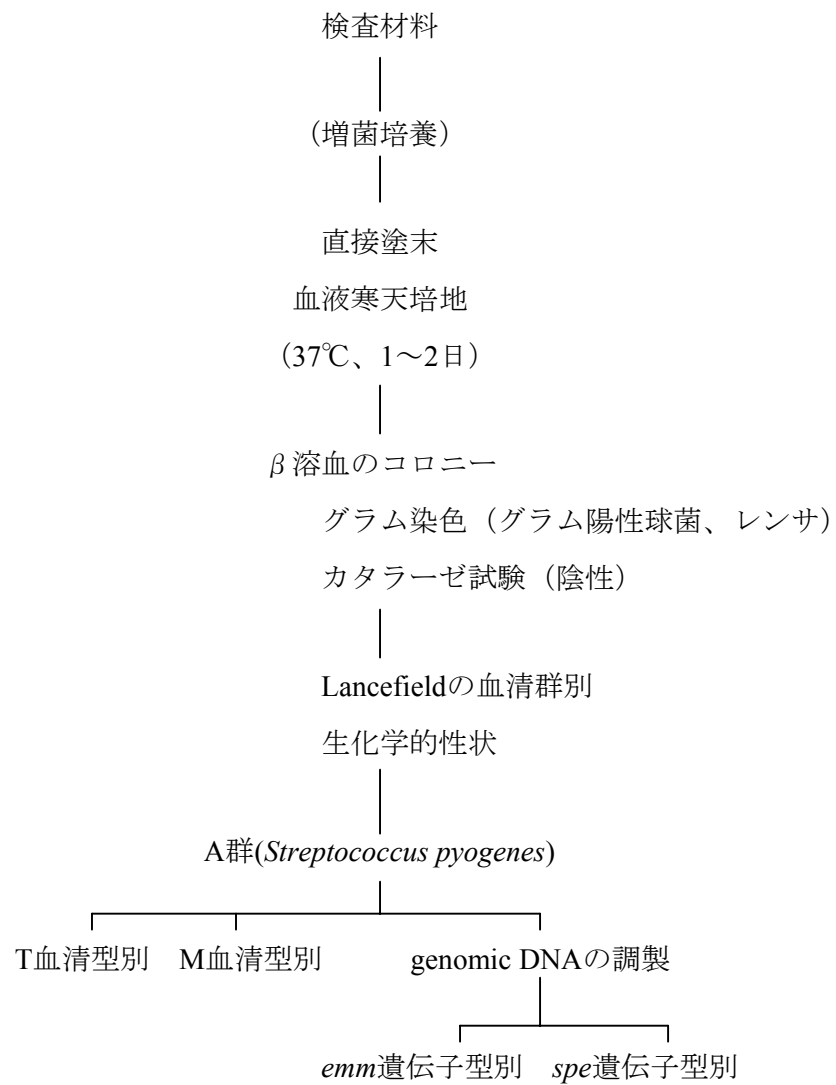 検査材料
（増菌培養）
直接塗末
血液寒天培地
（37℃、1～2日）
β溶血のコロニー
グラム染色（グラム陽性球菌、レンサ）
カタラーゼ試験（陰性）
Lancefieldの血清群別
生化学的性状
A群(Streptococcus pyogenes)
T血清型別 M血清型別 genomic DNAの調製
emm遺伝子型別 spe遺伝子型別